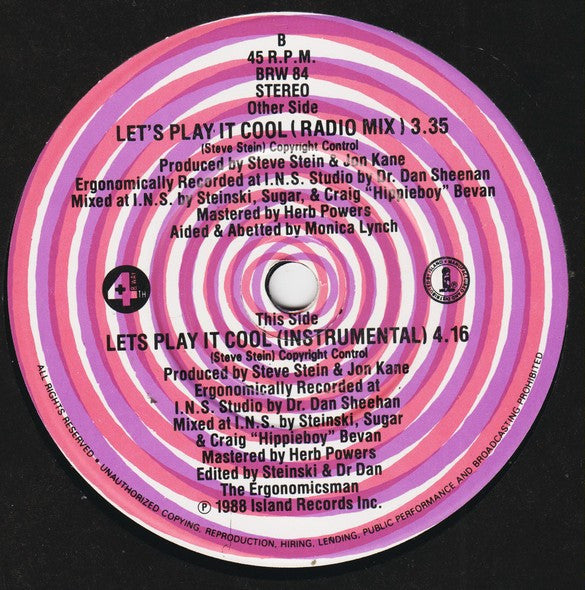 B
45 R.P.M.
BRW 84
STEREO
Other Side
LET'S PLAY IT COOL (RADIO MIX) 3.35
(Steve Stein) Copyright Control
Produced by Steve Stein & Jon Kane
Ergonomically Recorded at I.N.S. Studio by Dr. Dan Sheenan
Mixed at I.N.S. by Steinski, Sugar, & Craig "Hippieboy" Bevan
Mastered by Herb Powers
Aided & Abetted by Monica Lynch
4
TH
This Side
LETS PLAY IT COOL (INSTRUMENTAL) 4.16
(Steve Stein) Copyright Control
Produced by Steve Stein & Jon Kane
Ergonomically Recorded at
I.N.S. Studio by Dr. Dan Sheehan
Mixed at I.N.S. by Steinski, Sugar
& Craig "Hippieboy" Bevan
Mastered by Herb Powers
Edited by Steinski & Dr Dan
The Ergonomicsman
℗ 1988 Island Records Inc.
ALL RIGHTS RESERVED • UNAUTHORIZED COPYING, REPRODUCTION, HIRING, LENDING, PUBLIC PERFORMANCE AND BROADCASTING PROHIBITED